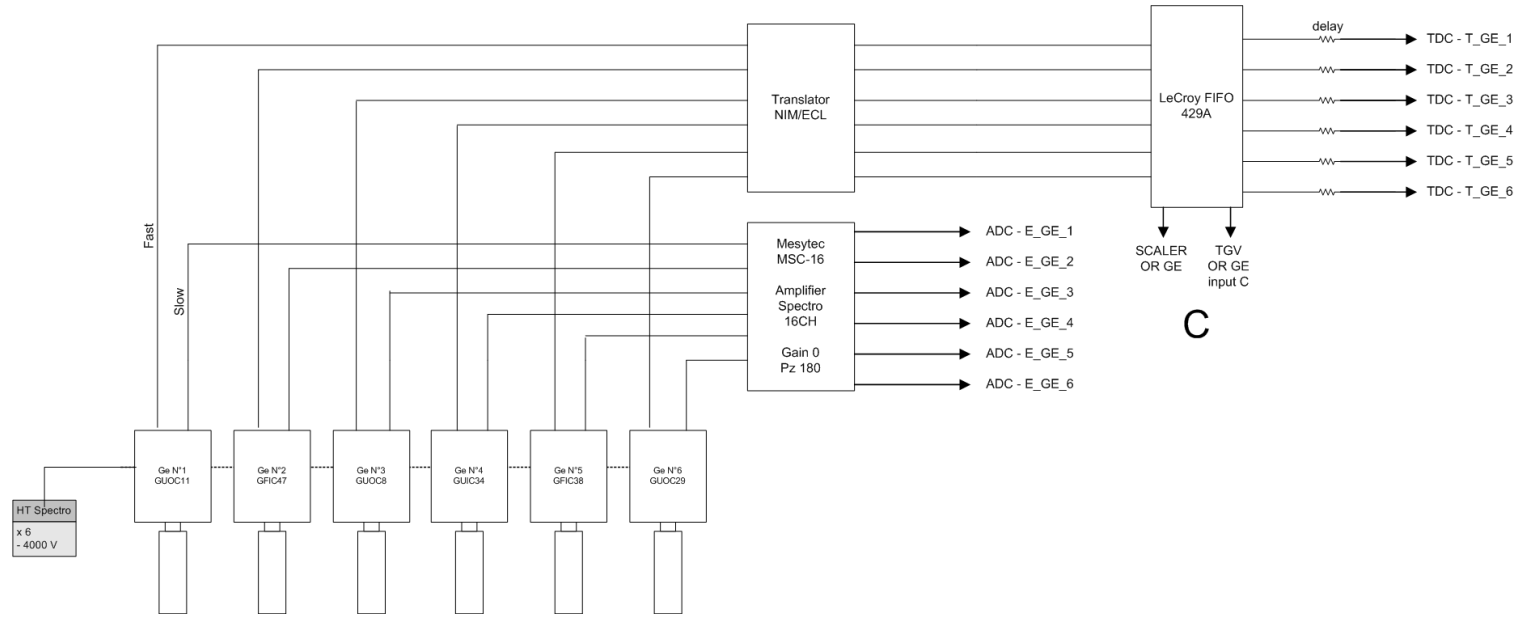 delay
TDC - T_GE_1
TDC - T_GE_2
TDC - T_GE_3
TDC - T_GE_4
TDC - T_GE_5
TDC - T_GE_6
Translator
NIM/ECL
LeCroy FIFO
429A
Fast
Slow
Mesytec
MSC-16
Amplifier
Spectro
16CH
Gain 0
Pz 180
ADC - E_GE_1
ADC - E_GE_2
ADC - E_GE_3
ADC - E_GE_4
ADC - E_GE_5
ADC - E_GE_6
SCALER
OR GE
TGV
OR GE
input C
C
Ge N°1
GUOC11
Ge N°2
GFIC47
Ge N°3
GUOC8
Ge N°4
GUIC34
Ge N°5
GFIC38
Ge N°6
GUOC29
HT Spectro
x 6
- 4000 V